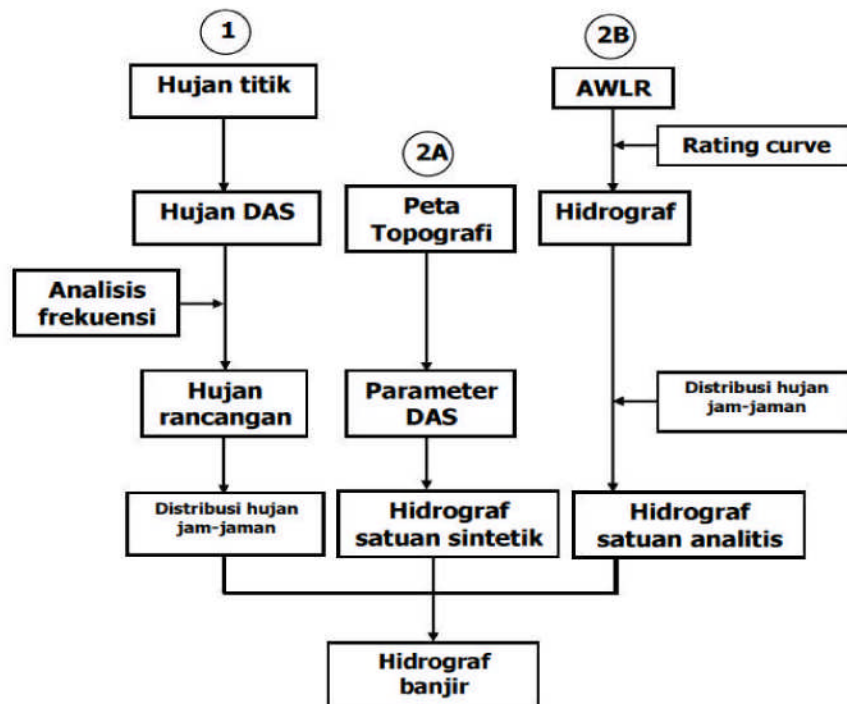 1
Hujan titik
Hujan DAS
Analisis
frekuensi
Hujan
rancangan
Distribusi hujan
jam-jaman
2A
Peta
Topografi
Parameter
DAS
Hidrograf
satuan sintetik
2B
AWLR
Rating curve
Hidrograf
Distribusi hujan
jam-jaman
Hidrograf
satuan analitis
Hidrograf
banjir